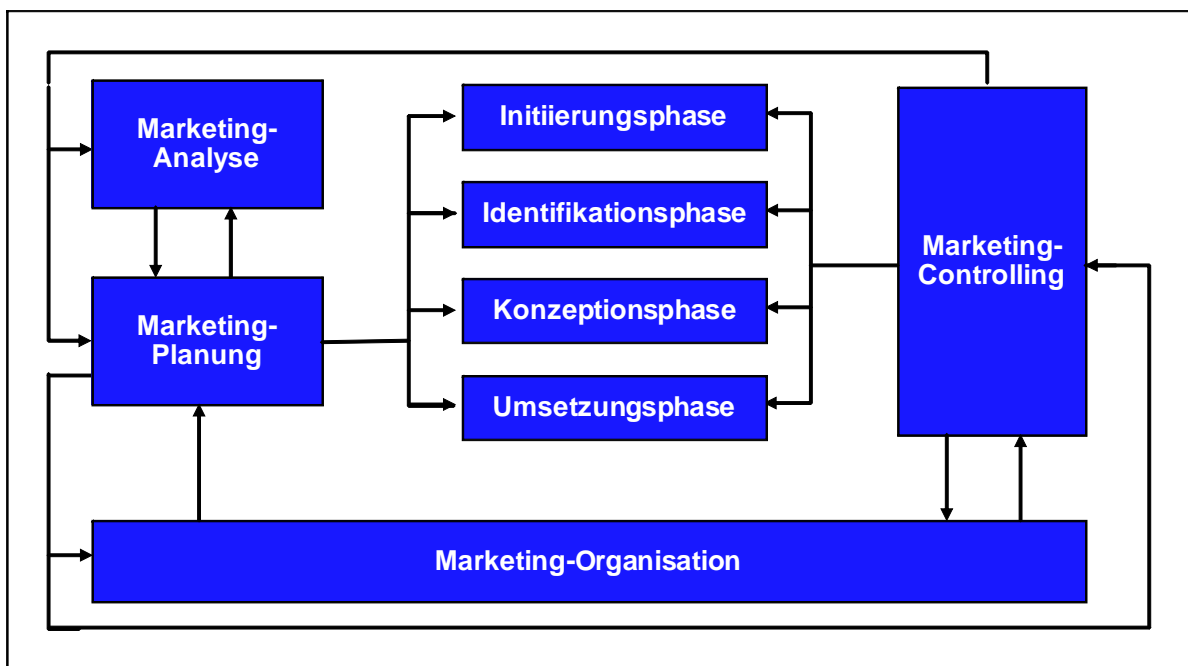 Marketing-
Analyse
Marketing-
Planung
Initiierungsphase
Identifikationsphase
Konzeptionsphase
Umsetzungsphase
Marketing-
Controlling
Marketing-Organisation